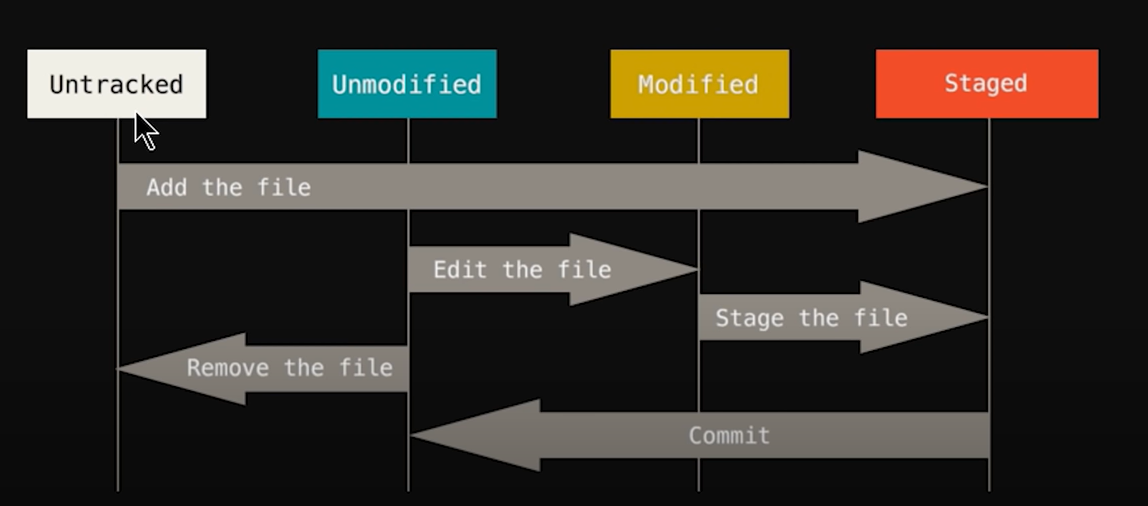 Untracked
Unmodified
Modified
Staged
Add the file
Edit the file
Stage the file
Remove the file
Commit